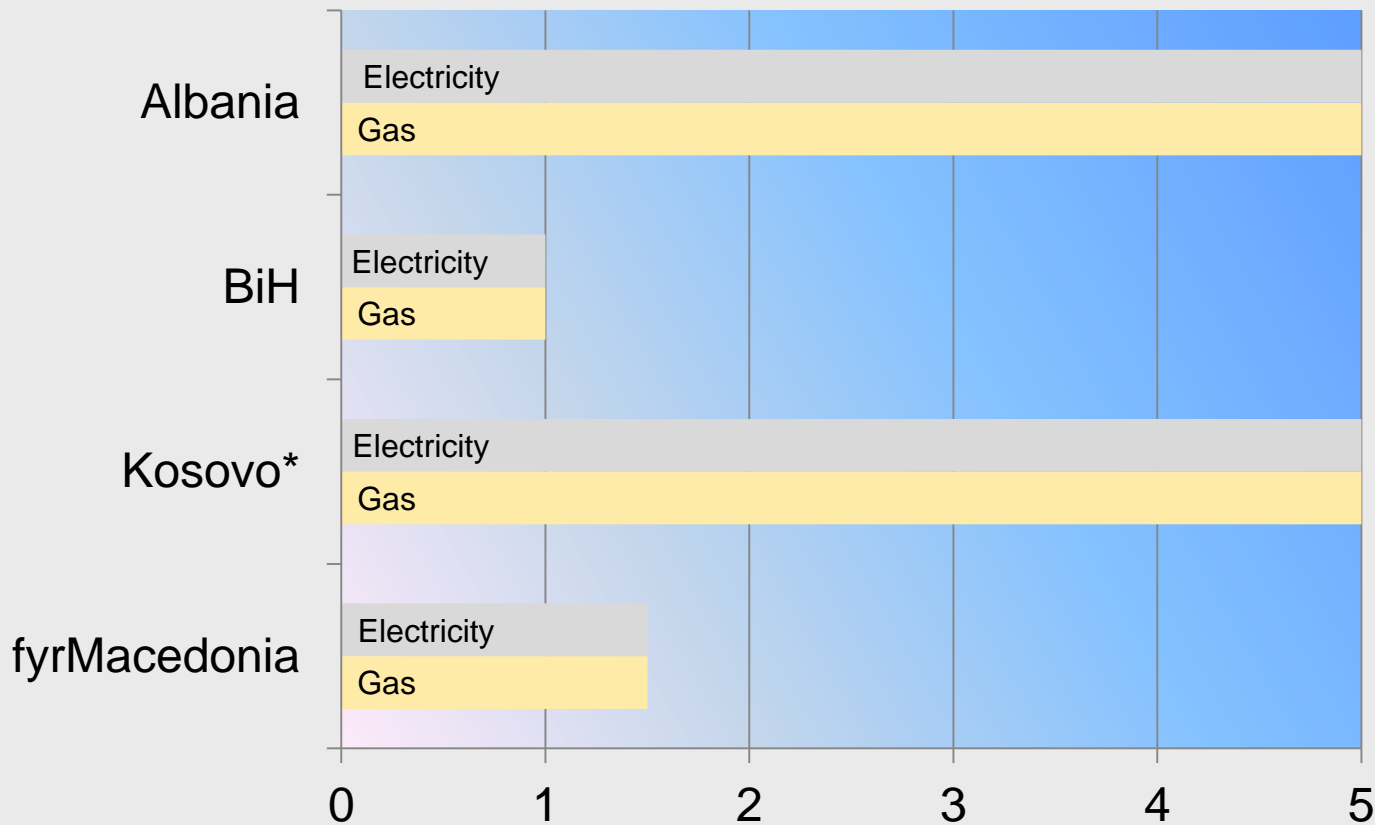 Albania
Electricity
Gas
BiH
Electricity
Gas
Kosovo*
Electricity
Gas
fyrMacedonia
Electricity
Gas
0 1 2 3 4 5